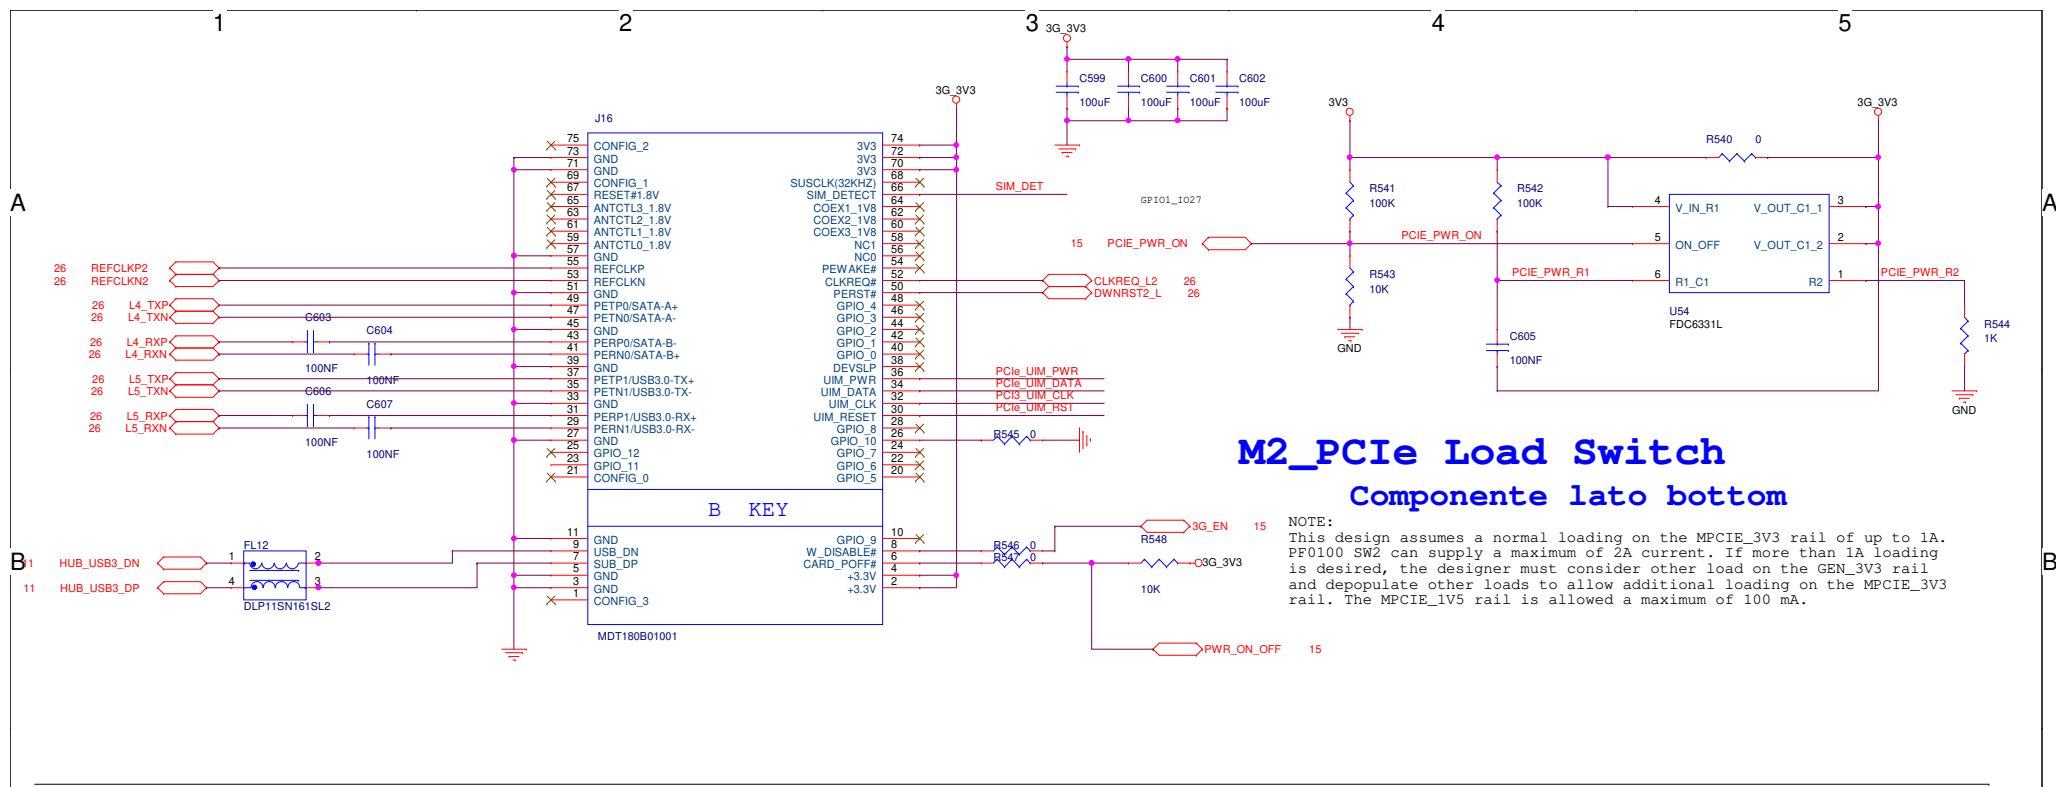 1 2 3 4 5
A A
B B
3G_3V3
C599 C600 C601 C602
100uF 100uF 100uF 100uF
3G_3V3
J16
75 CONFIG_2
73 GND
71 GND
69 CONFIG_1
67 RESET#1.8V
65 ANTCTL3_1.8V
63 ANTCTL2_1.8V
61 ANTCTL1_1.8V
59 ANTCTL0_1.8V
57 GND
55 REFCLKP
53 REFCLKN
51 GND
49 PETP0/SATA-A+
47 PETN0/SATA-A-
45 GND
43 PERP0/SATA-B-
41 PERN0/SATA-B+
39 GND
37 PETP1/USB3.0-TX+
35 PETN1/USB3.0-TX-
33 GND
31 PERP1/USB3.0-RX+
29 PERN1/USB3.0-RX-
27 GND
25 GPIO_12
23 GPIO_11
21 CONFIG_0
3V3 74
3V3 72
3V3 70
SUSCLK(32KHZ) 68
SIM_DETECT 66
COEX1_1V8 64
COEX2_1V8 62
COEX3_1V8 60
NC1 58
NC0 56
PEWAKE# 54
CLKREQ# 52
PERST# 50
GPIO_4 48
GPIO_3 46
GPIO_2 44
GPIO_1 42
GPIO_0 40
DEVSLP 38
UIM_PWR 36
UIM_DATA 34
UIM_CLK 32
UIM_RESET 30
GPIO_8 28
GPIO_10 26
GPIO_7 24
GPIO_6 22
GPIO_5 20
B KEY
11 GND
9 USB_DN
7 SUB_DP
5 GND
3 GND
1 CONFIG_3
GPIO_9 10
W_DISABLE# 8
CARD_POFF# 6
+3.3V 4
+3.3V 2
MDT180B01001
26 REFCLKP2
26 REFCLKN2
26 L4_TXP
26 L4_TXN
C603
C604
26 L4_RXP
26 L4_RXN
100NF
100NF
26 L5_TXP
26 L5_TXN
C606
C607
26 L5_RXP
26 L5_RXN
100NF
100NF
FL12
11 HUB_USB3_DN 1 2
11 HUB_USB3_DP 4 3
DLP11SN161SL2
SIM_DET
CLKREQ_L2 26
DWNRST2_L 26
PCIe_UIM_PWR
PCIe_UIM_DATA
PCI3_UIM_CLK
PCIe_UIM_RST
R545 0
R546 0
R547 0
3G_EN 15
R548
3G_3V3
10K
PWR_ON_OFF 15
GPIO1_IO27
15 PCIE_PWR_ON
3V3
R541
100K
R542
100K
R540 0
3G_3V3
PCIE_PWR_ON
R543
10K
GND
PCIE_PWR_R1
C605
100NF
4 V_IN_R1 V_OUT_C1_1 3
5 ON_OFF V_OUT_C1_2 2
6 R1_C1 R2 1
U54
FDC6331L
PCIE_PWR_R2
R544
1K
GND
M2_PCIe Load Switch
Componente lato bottom
NOTE:
This design assumes a normal loading on the MPCIE_3V3 rail of up to 1A.
PF0100 SW2 can supply a maximum of 2A current. If more than 1A loading
is desired, the designer must consider other load on the GEN_3V3 rail
and depopulate other loads to allow additional loading on the MPCIE_3V3
rail. The MPCIE_1V5 rail is allowed a maximum of 100 mA.